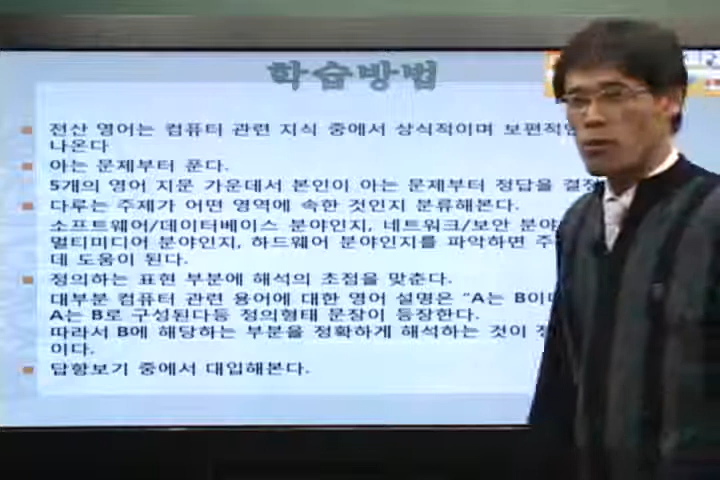 학습방법
전산 영어는 컴퓨터 관련 지식 중에서 상식적이며 보편적인
나온다
아는 문제부터 푼다.
5개의 영어 지문 가운데서 본인이 아는 문제부터 정답을 결정
다루는 주제가 어떤 영역에 속한 것인지 분류해본다.
소프트웨어/데이터베이스 분야인지, 네트워크/보안 분야
멀티미디어 분야인지, 하드웨어 분야인지를 파악하면
데 도움이 된다.
정의하는 표현 부분에 해석의 초점을 맞춘다.
대부분 컴퓨터 관련 용어에 대한 영어 설명은 “A는 B이다
A는 B로 구성된다등 정의형태 문장이 등장한다.
따라서 B에 해당하는 부분을 정확하게 해석하는 것이
이다.
답항보기 중에서 대입해본다.